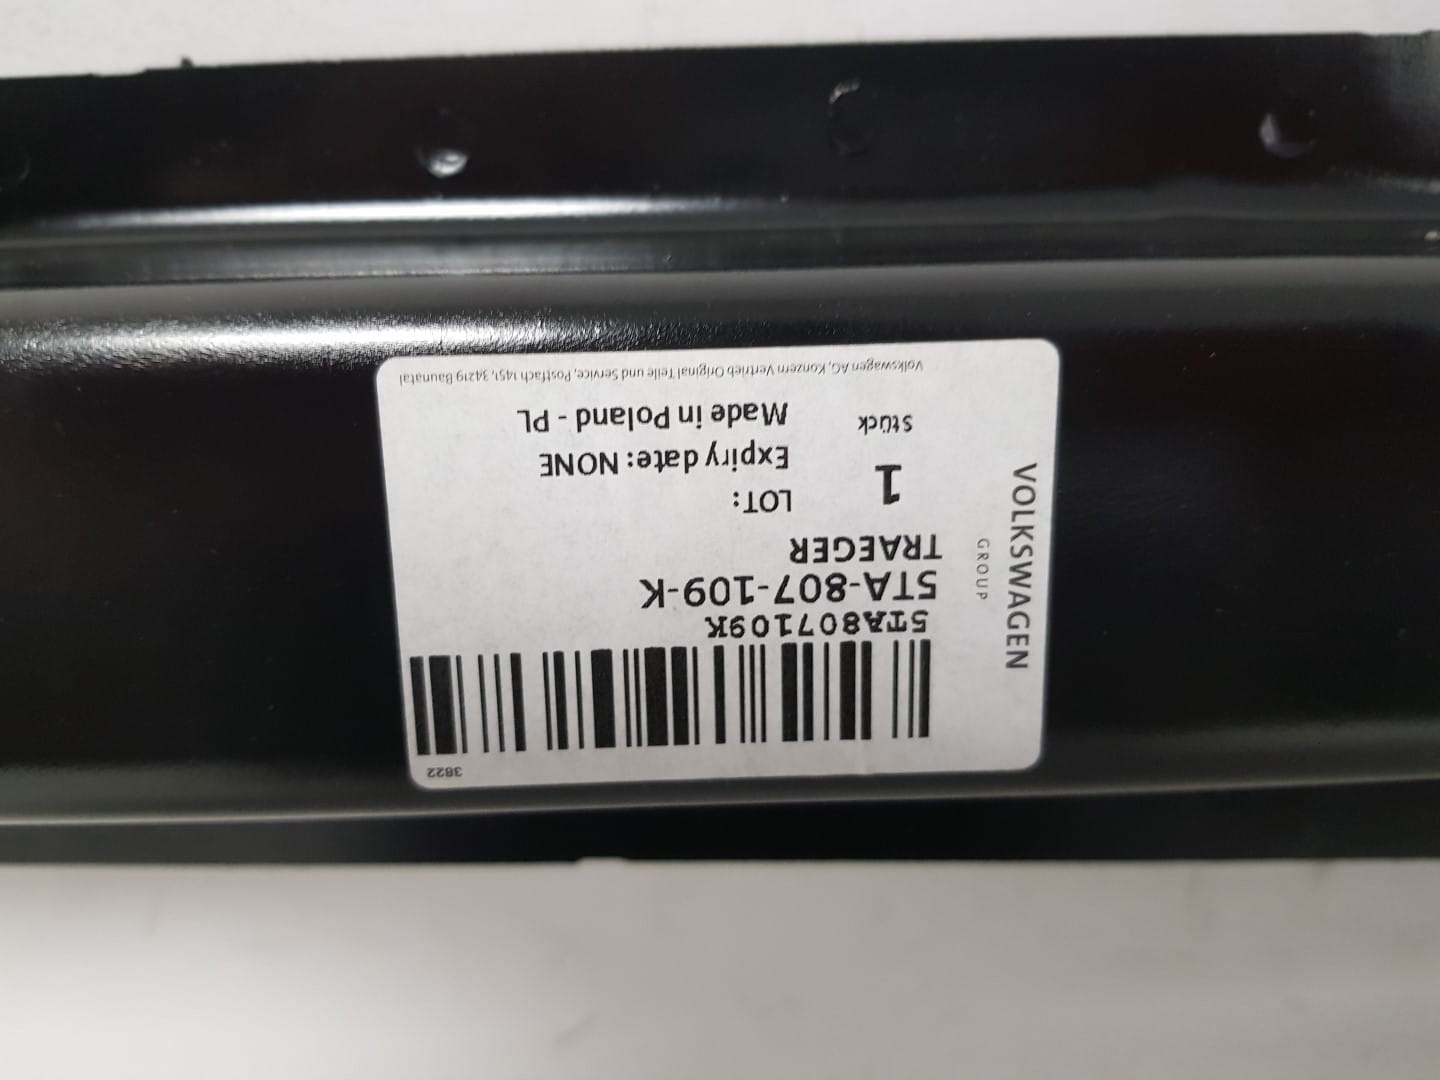 3822
5TA807109K
5TA-807-109-K
TRAEGER
1
Stück
LOT:
Expiry date: NONE
Made in Poland - PL
Volkswagen AG, Konzern Vertrieb Original Teile und Service, Postfach 1451, 34219 Baunatal
VOLKSWAGEN
GROUP